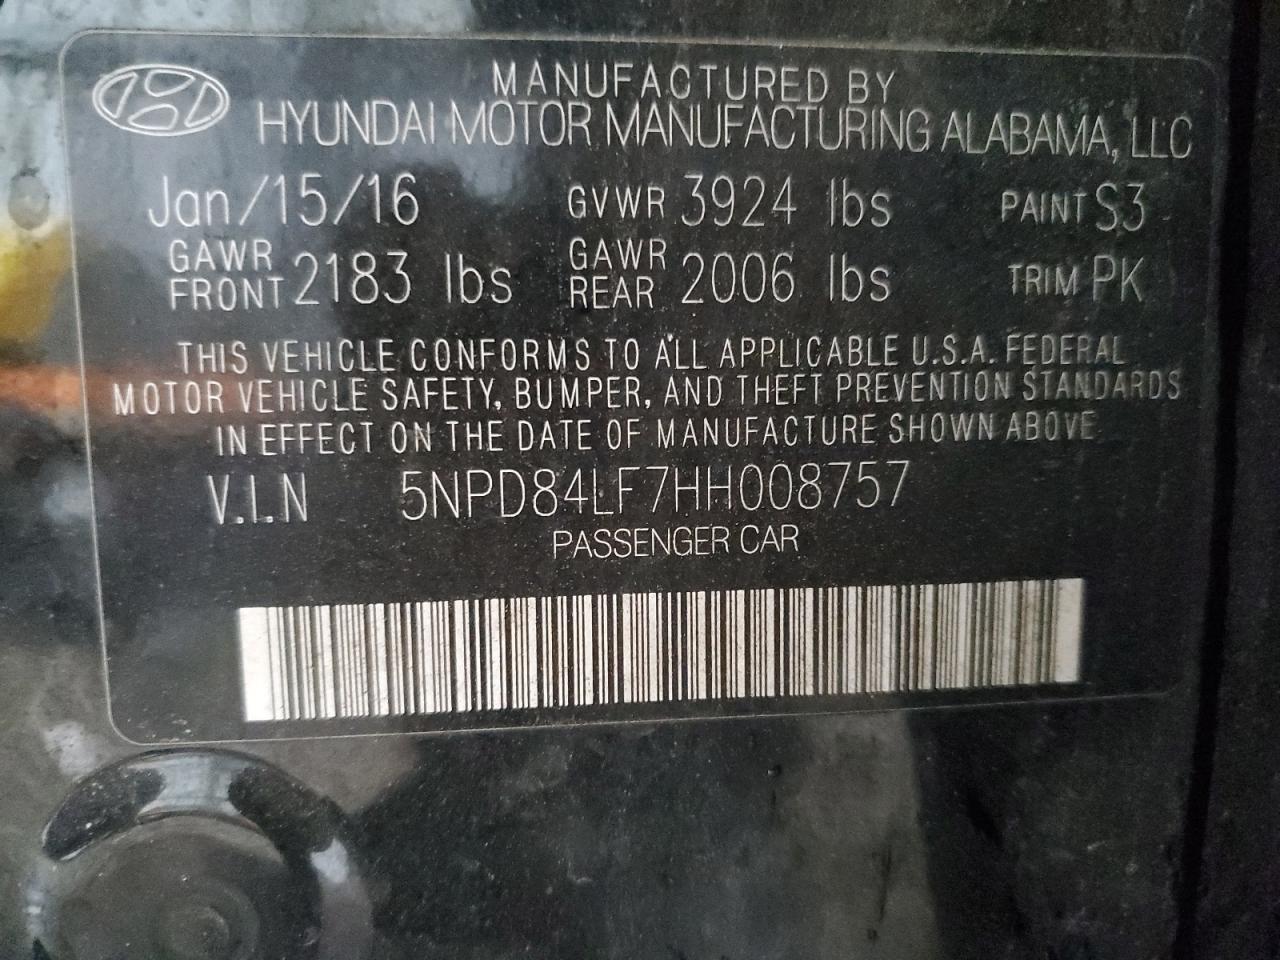 MANUFACTURED BY
HYUNDAI MOTOR MANUFACTURING ALABAMA, LLC
Jan/15/16 GVWR 3924 lbs PAINT S3
GAWR FRONT 2183 lbs GAWR REAR 2006 lbs TRIM PK
THIS VEHICLE CONFORMS TO ALL APPLICABLE U.S.A. FEDERAL
MOTOR VEHICLE SAFETY, BUMPER, AND THEFT PREVENTION STANDARDS
IN EFFECT ON THE DATE OF MANUFACTURE SHOWN ABOVE
V.I.N 5NPD84LF7HH008757
PASSENGER CAR